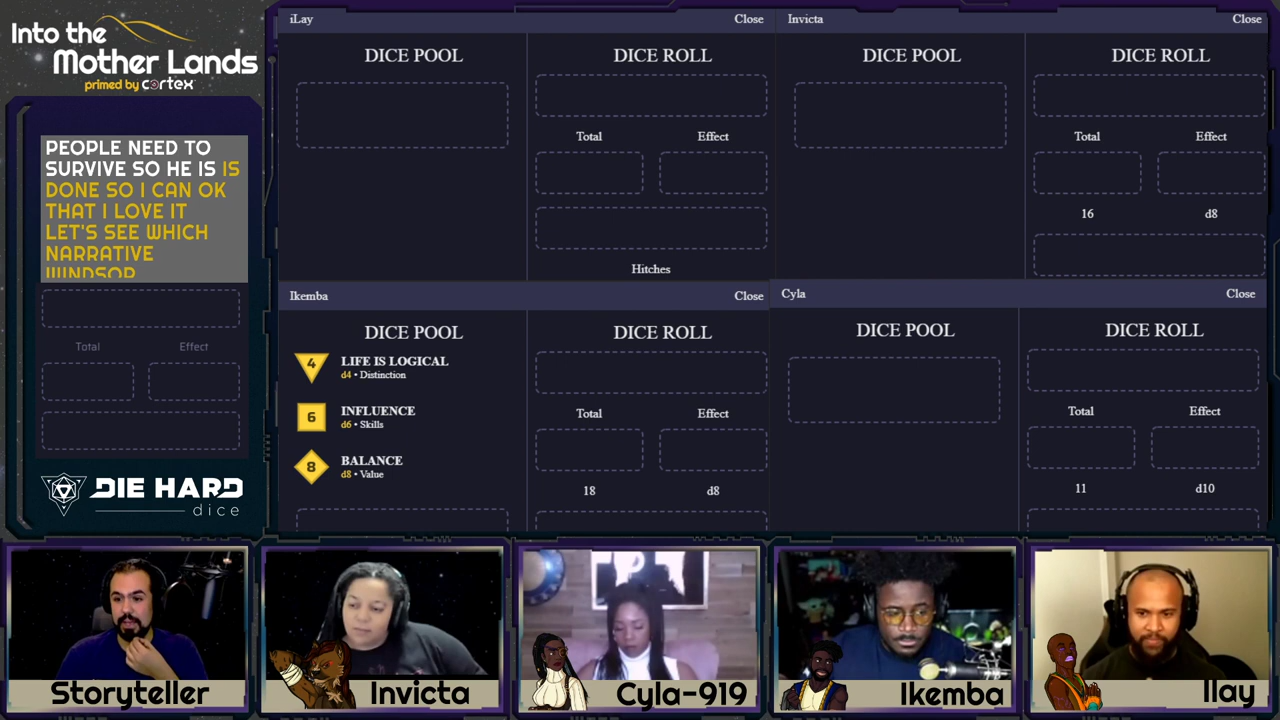 Into the
Mother Lands
primed by cortex
PEOPLE NEED TO
SURVIVE SO HE IS IS
DONE SO I CAN OK
THAT I LOVE IT
LET'S SEE WHICH
NARRATIVE
WINDSOR
Total Effect
DIE HARD
dice
iLay Close
DICE POOL DICE ROLL
Total Effect
Hitches
Invicta Close
DICE POOL DICE ROLL
Total Effect
16 d8
Ikemba Close
DICE POOL DICE ROLL
4 LIFE IS LOGICAL
d4 • Distinction
6 INFLUENCE
d6 • Skills
8 BALANCE
d8 • Value
Total Effect
18 d8
Cyla Close
DICE POOL DICE ROLL
Total Effect
11 d10
Storyteller
Invicta
Cyla-919
Ikemba
Ilay